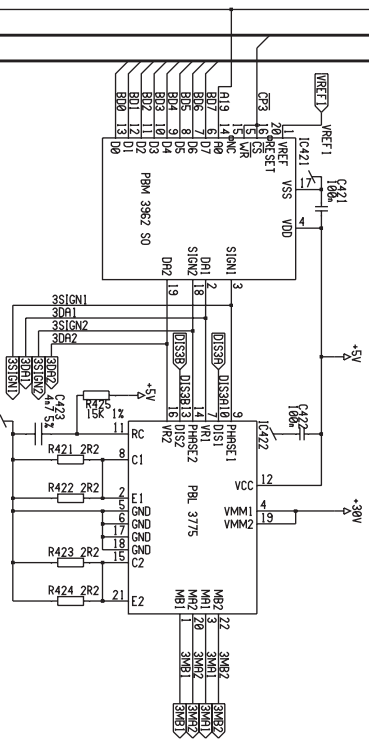 BD0
BD1
BD2
BD3
BD4
BD5
BD6
BD7
A19
CP3
VREF1
13
12
11
10
9
8
7
6
14
15
5
16
20
1
VREF1
D0
D1
D2
D3
D4
D5
D6
D7
A0
NC
WR
CS
RESET
VREF
IC421
PBM 3962 SO
VSS
17
C421
100n
VDD
4
DA2
SIGN2
DA1
SIGN1
19
18
2
3
3SIGN1
3DA1
3SIGN2
3DA2
+5V
3SIGN1
3DA1
3SIGN2
3DA2
DIS3B
DIS3A
C423
4n7 5%
+5V
R425
15K 1%
DIS3B
DIS3A
C422
100n
IC422
16
13
14
7
10
9
VR2
DIS2
PHASE2
VR1
DIS1
PHASE1
11
RC
R421 2R2
8
C1
R422 2R2
2
E1
5
GND
6
GND
17
GND
18
GND
R423 2R2
15
C2
R424 2R2
21
E2
PBL 3775
VCC
12
VMM1
4
VMM2
19
+30V
MB1
MA2
MA1
MB2
1
20
3
22
3MB1
3MA2
3MA1
3MB2
3MB1
3MA2
3MA1
3MB2